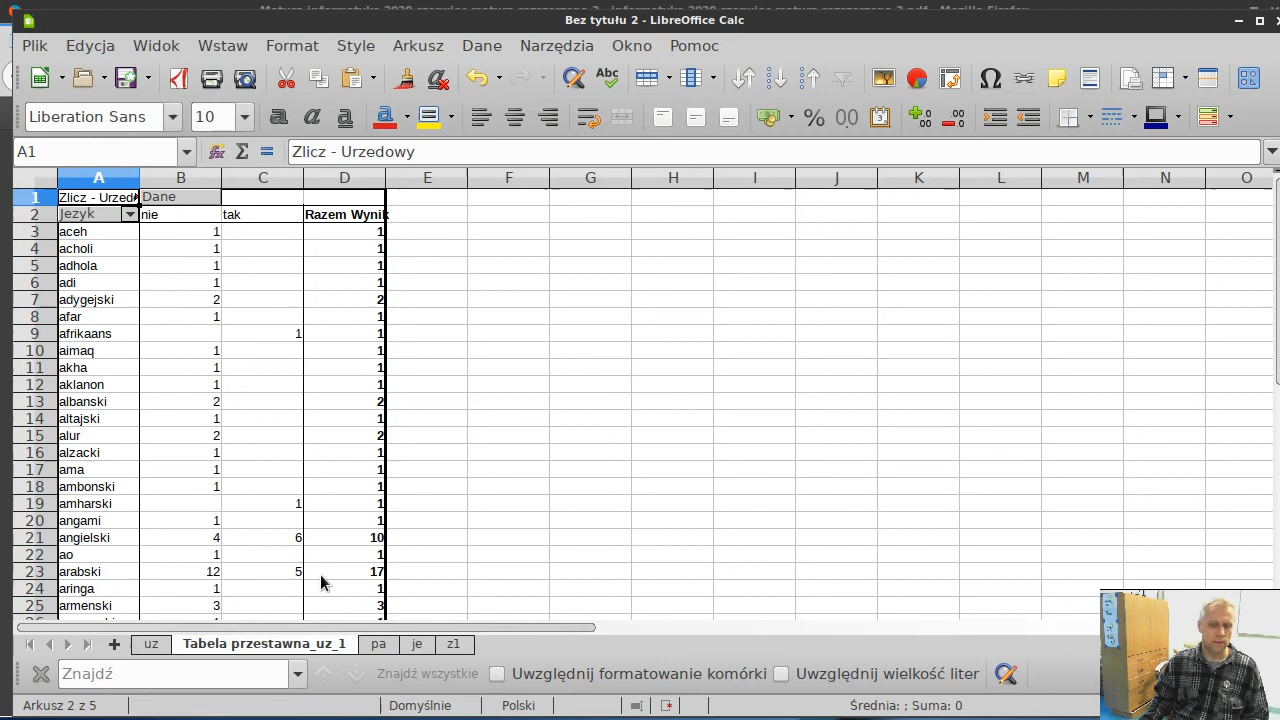 Bez tytułu 2 - LibreOffice Calc
Plik Edycja Widok Wstaw Format Style Arkusz Dane Narzędzia Okno Pomoc
Liberation Sans 10
A1 Zlicz - Urzedowy
A B C D E F G H I J K L M N O
1 Zlicz - Urzedo Dane
2 Jezyk nie tak Razem Wynik
3 aceh 1 1
4 acholi 1 1
5 adhola 1 1
6 adi 1 1
7 adygejski 2 2
8 afar 1 1
9 afrikaans 1 1
10 aimaq 1 1
11 akha 1 1
12 aklanon 1 1
13 albanski 2 2
14 altajski 1 1
15 alur 2 2
16 alzacki 1 1
17 ama 1 1
18 ambonski 1 1
19 amharski 1 1
20 angami 1 1
21 angielski 4 6 10
22 ao 1 1
23 arabski 12 5 17
24 aringa 1 1
25 armenski 3 3
uz Tabela przestawna_uz_1 pa je z1
Znajdź Znajdź wszystkie Uwzględnij formatowanie komórki Uwzględnij wielkość liter
Arkusz 2 z 5 Domyślnie Polski Średnia: ; Suma: 0